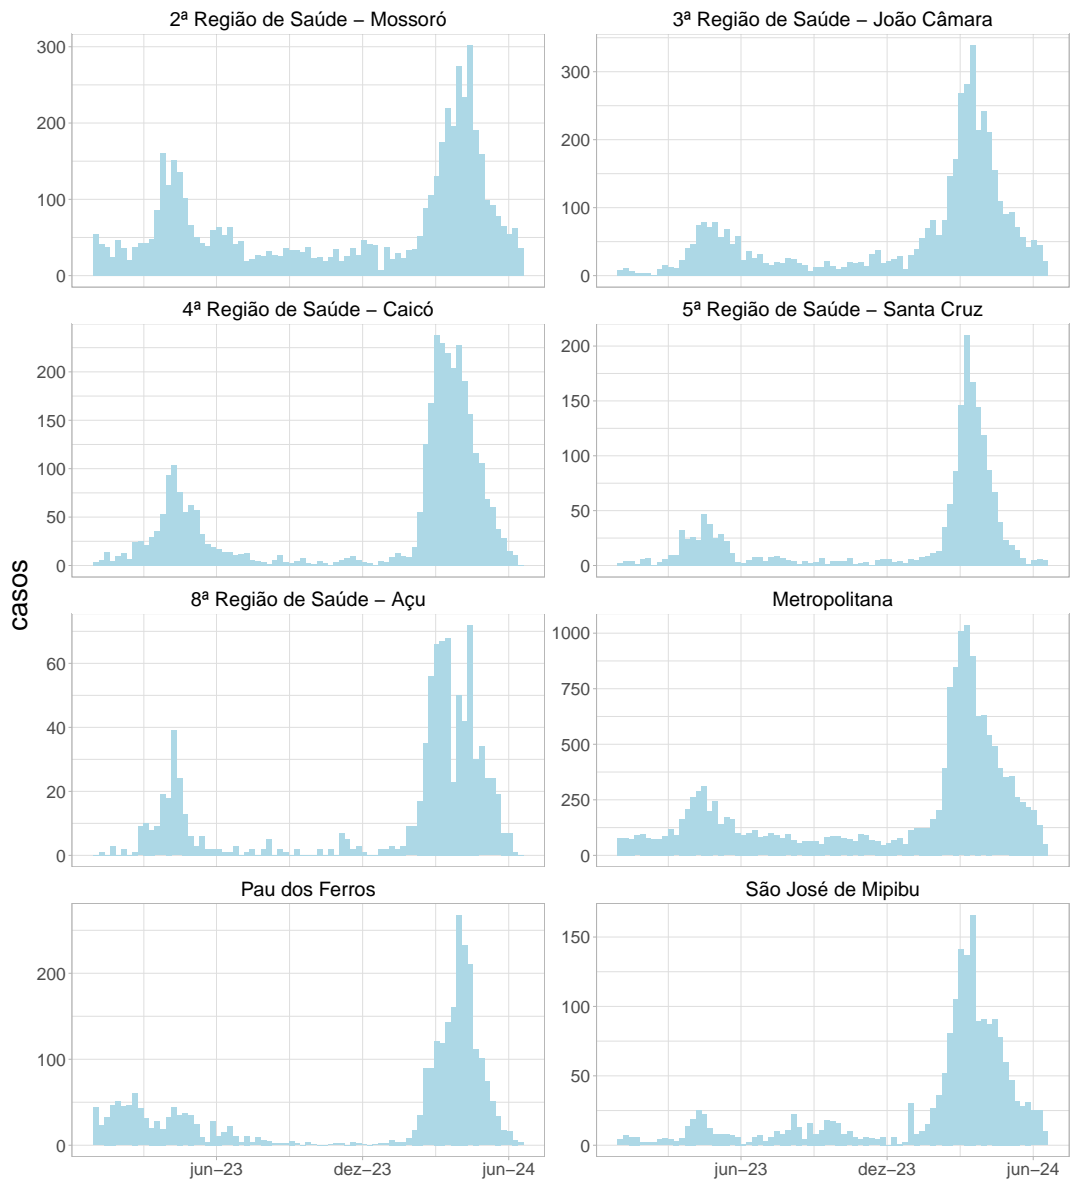 2ª Região de Saúde – Mossoró
300
200
100
0
3ª Região de Saúde – João Câmara
300
200
100
0
4ª Região de Saúde – Caicó
200
150
100
50
0
5ª Região de Saúde – Santa Cruz
200
150
100
50
0
casos
8ª Região de Saúde – Açu
60
40
20
0
Metropolitana
1000
750
500
250
0
Pau dos Ferros
200
100
0
jun–23
dez–23
jun–24
São José de Mipibu
150
100
50
0
jun–23
dez–23
jun–24